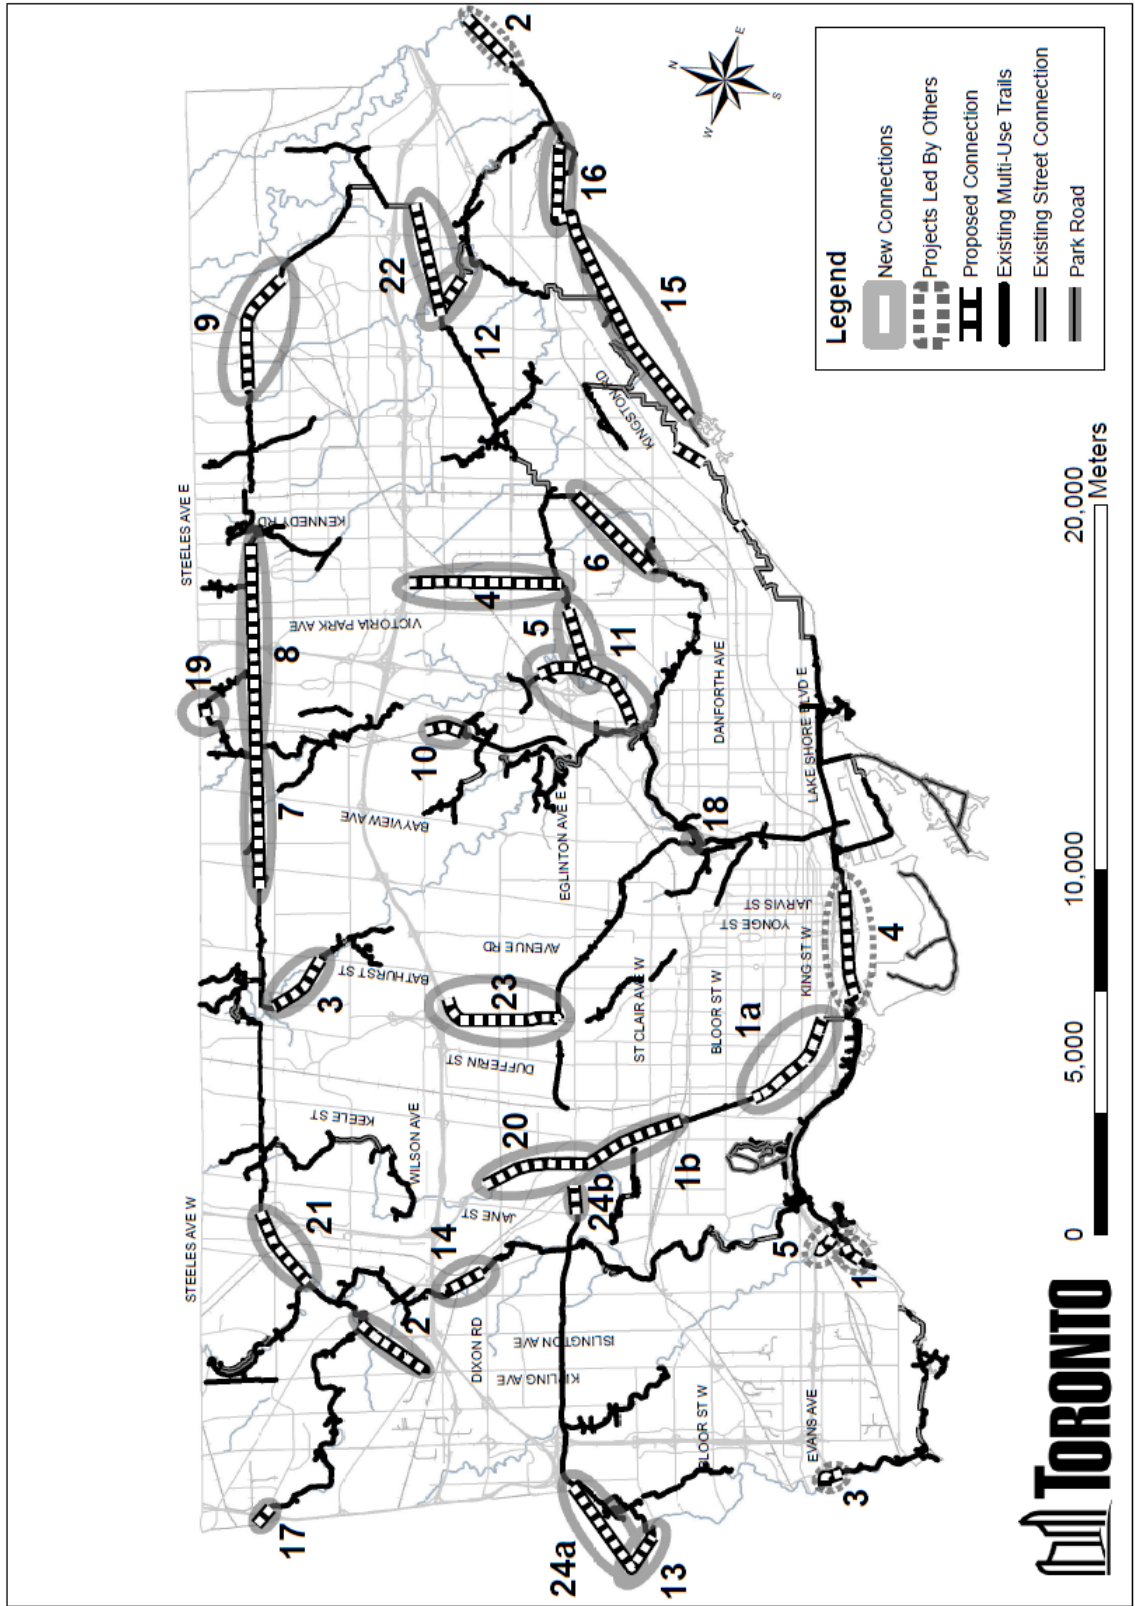 STEELES AVE W
STEELES AVE E
17
2
21
3
7
19
8
9
KEELE ST
BATHURST ST
BAYVIEW AVE
VICTORIA PARK AVE
KENNEDY RD
WILSON AVE
14
JANE ST
20
DUFFERIN ST
23
AVENUE RD
10
4
22
12
2
DIXON RD
ISLINGTON AVE
KIPLING AVE
24b
EGLINTON AVE E
5
11
6
16
24a
13
1b
ST CLAIR AVE W
BLOOR ST W
BLOOR ST W
1a
18
DANFORTH AVE
KINGSTON RD
15
5
1
EVANS AVE
3
KING ST W
YONGE ST
JARVIS ST
4
LAKE SHORE BLVD E
N
E
S
W
Legend
New Connections
Projects Led By Others
Proposed Connection
Existing Multi-Use Trails
Existing Street Connection
Park Road
0
5,000
10,000
20,000
Meters
TORONTO